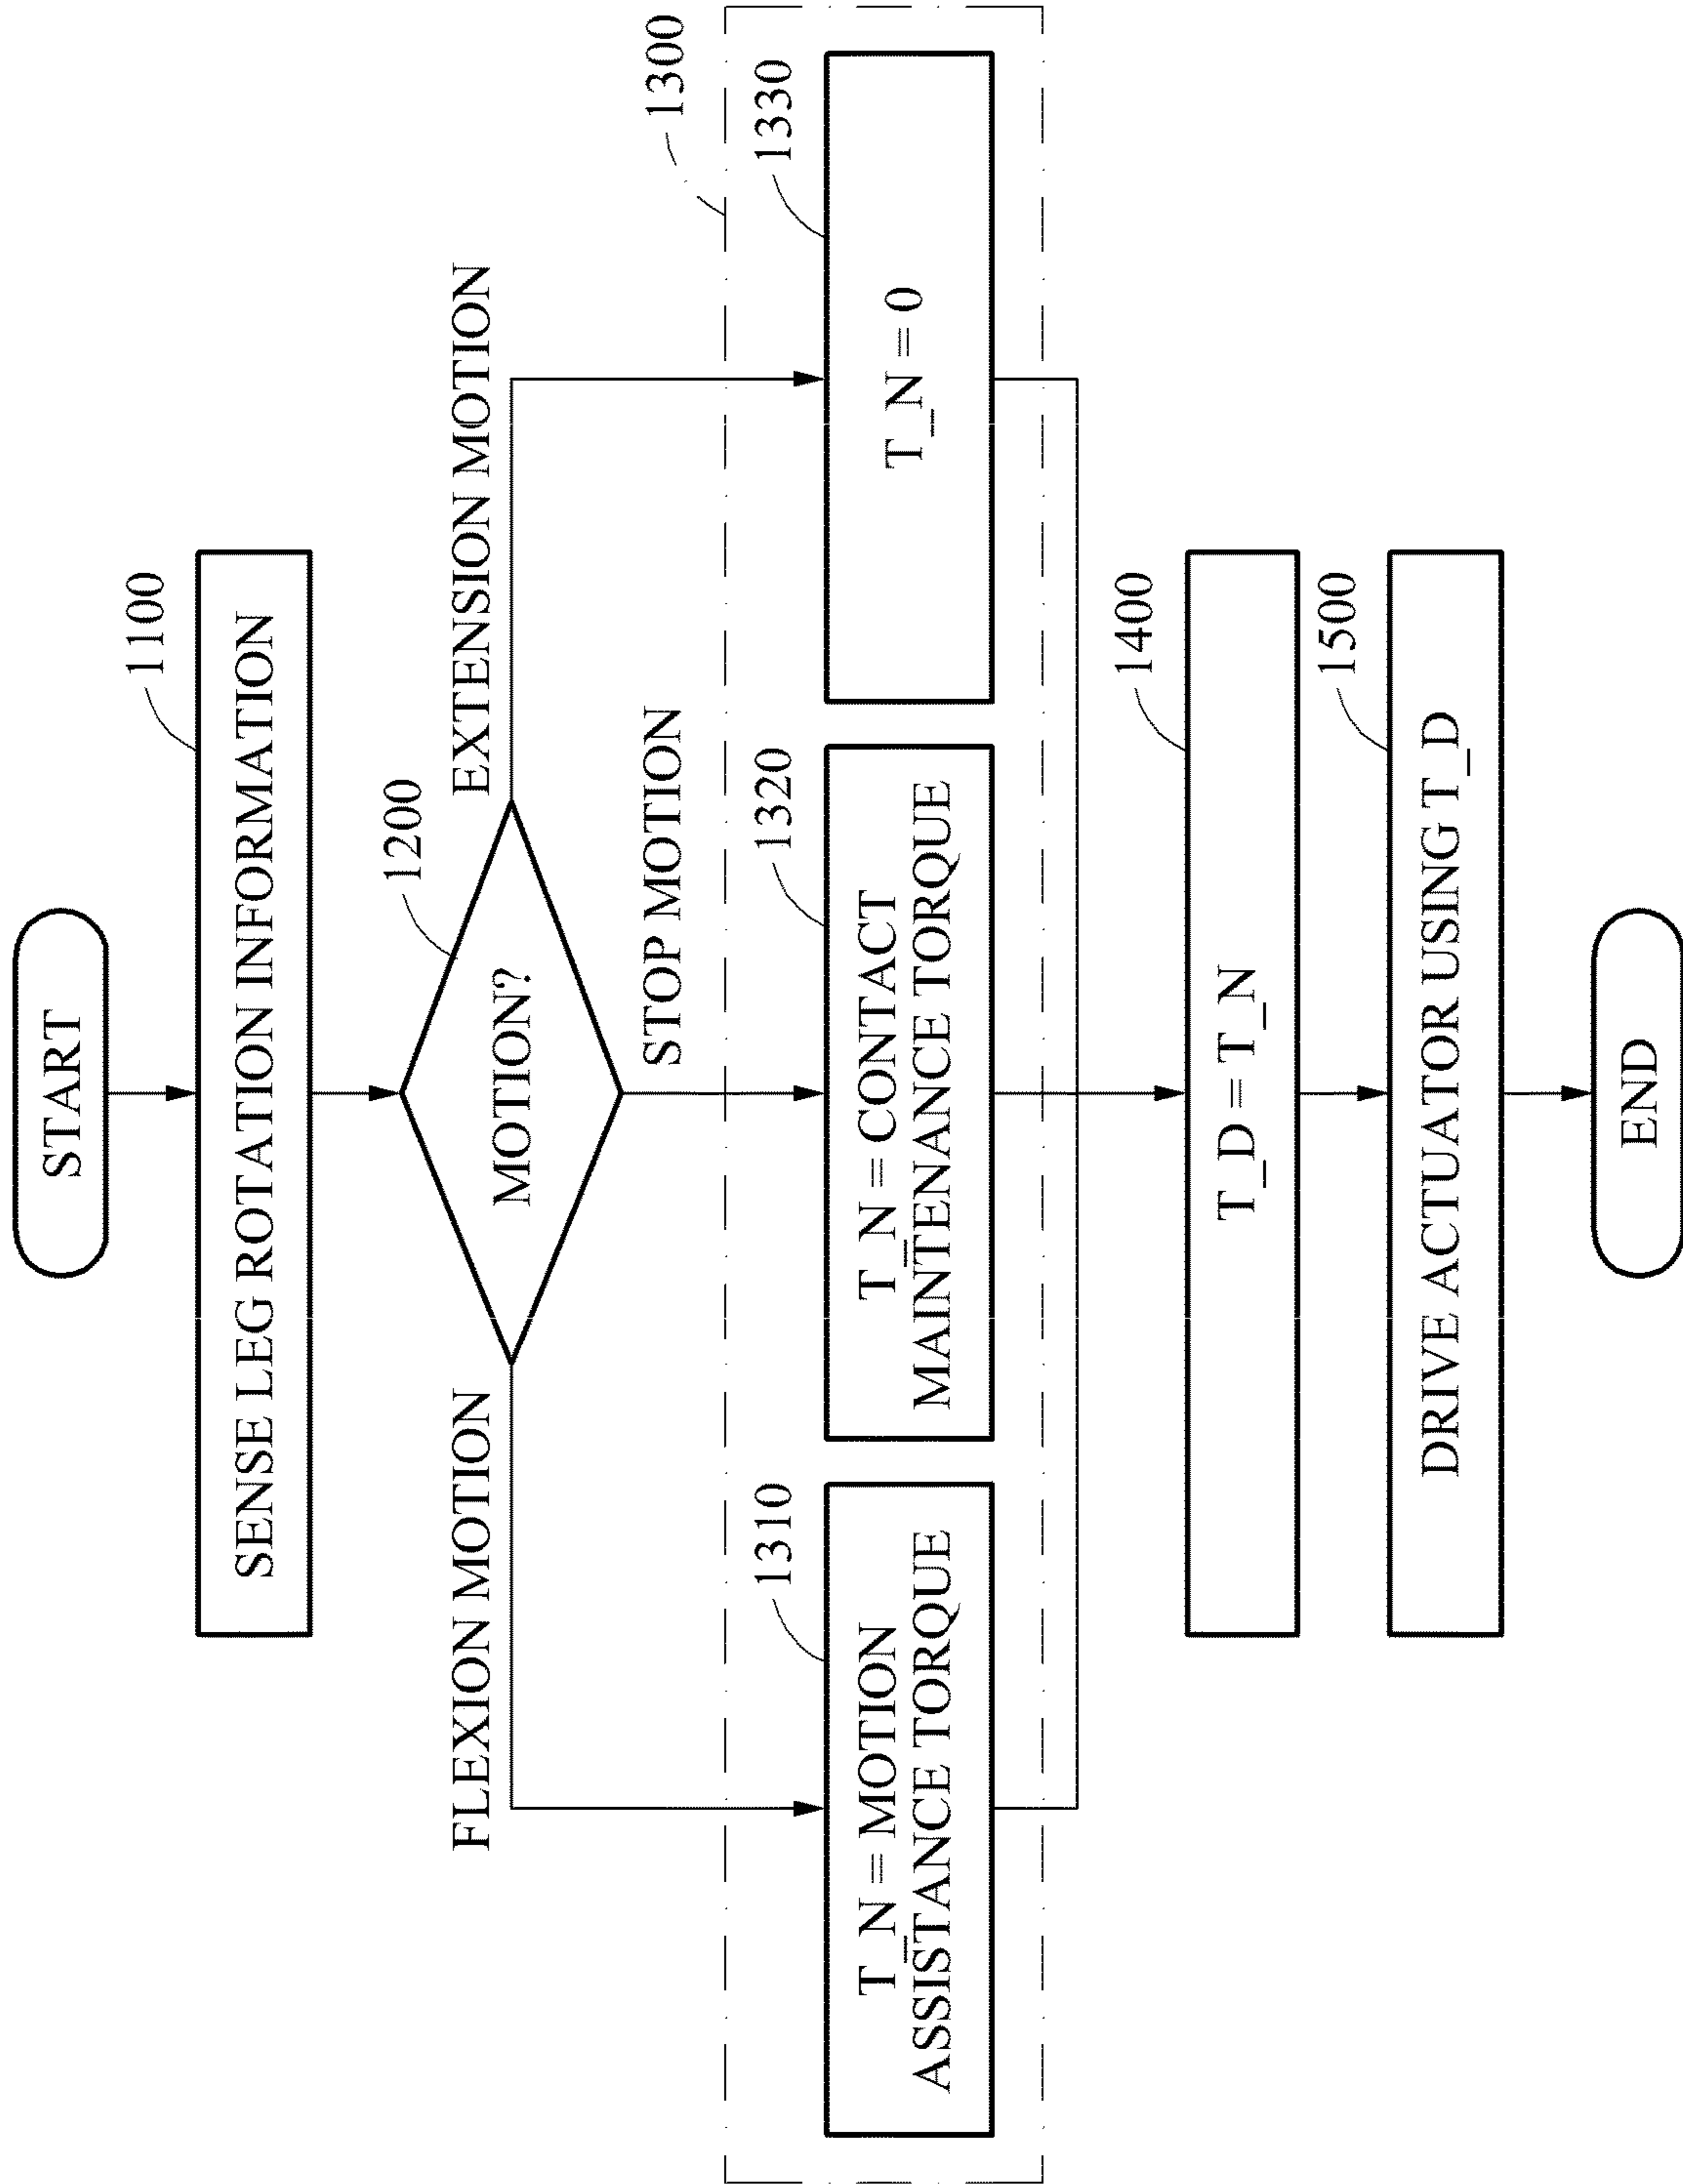 START
1100
SENSE LEG ROTATION INFORMATION
1200
MOTION?
FLEXION MOTION
STOP MOTION
EXTENSION MOTION
1300
1310
T_N = MOTION
ASSISTANCE TORQUE
1320
T_N = CONTACT
MAINTENANCE TORQUE
1330
T_N = 0
1400
T_D = T_N
1500
DRIVE ACTUATOR USING T_D
END